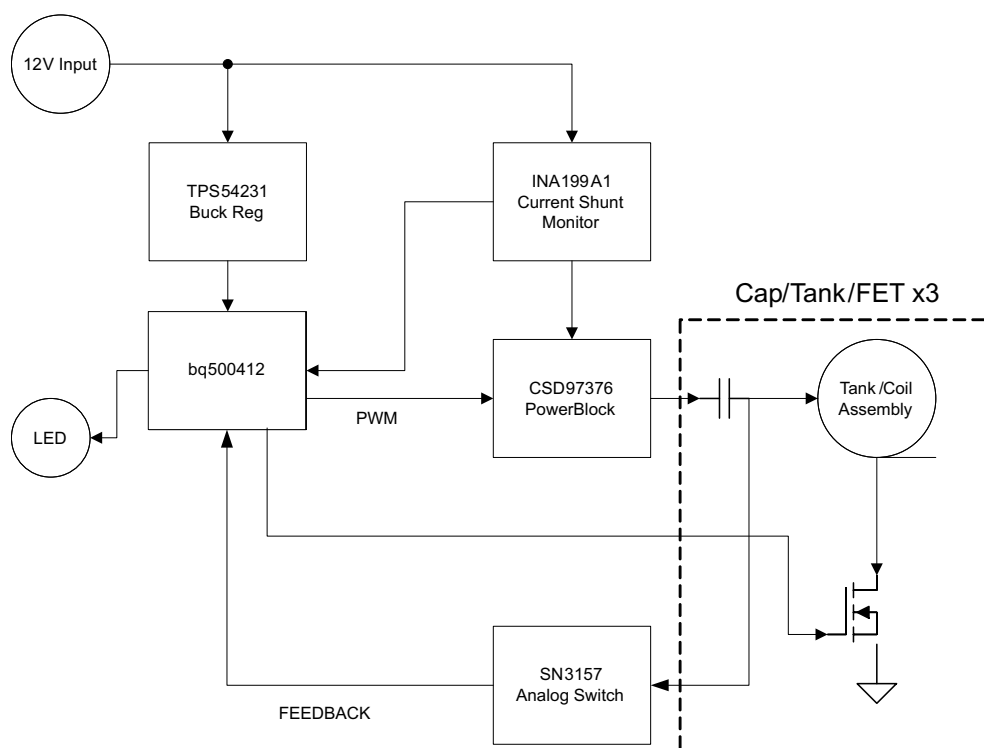 12V Input
TPS54231
Buck Reg
INA199A1
Current Shunt
Monitor
Cap/Tank/FET x3
bq500412
CSD97376
PowerBlock
Tank/Coil
Assembly
PWM
LED
SN3157
Analog Switch
FEEDBACK